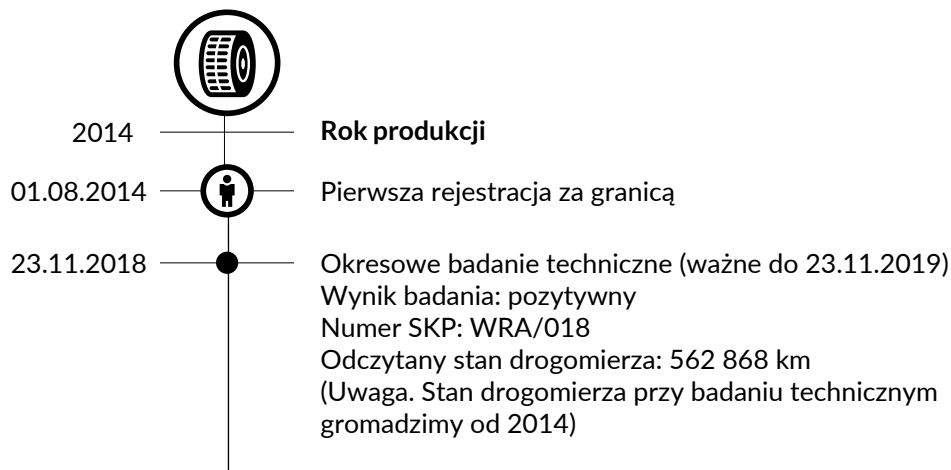 2014
Rok produkcji
01.08.2014
Pierwsza rejestracja za granicą
23.11.2018
Okresowe badanie techniczne (ważne do 23.11.2019)
Wynik badania: pozytywny
Numer SKP: WRA/018
Odczytany stan drogomierza: 562 868 km
(Uwaga. Stan drogomierza przy badaniu technicznym
gromadzimy od 2014)